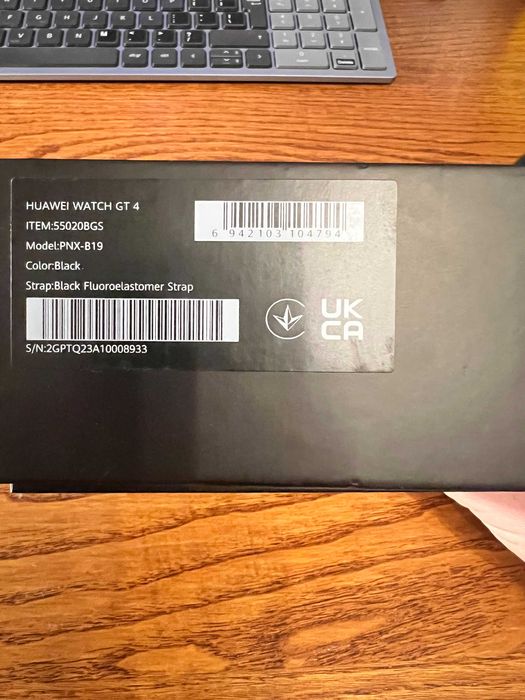 HUAWEI WATCH GT 4
ITEM:55020BGS
Model:PNX-B19
Color:Black
Strap:Black Fluoroelastomer Strap
S/N:2GPTQ23A10008933
6 942103 104794
UK
CA